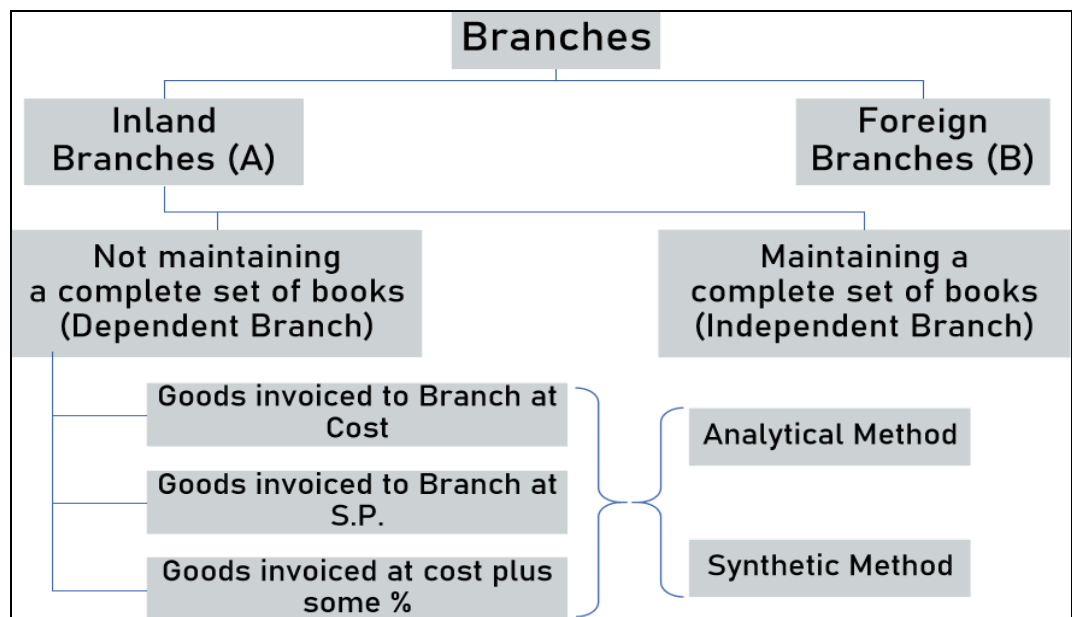 Branches
Inland
Branches (A)
Foreign
Branches (B)
Not maintaining
a complete set of books
(Dependent Branch)
Maintaining a
complete set of books
(Independent Branch)
Goods invoiced to Branch at
Cost
Goods invoiced to Branch at
S.P.
Goods invoiced at cost plus
some %
Analytical Method
Synthetic Method